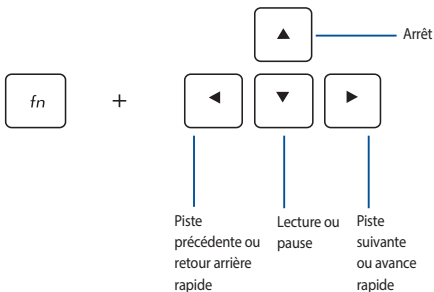 Arrêt
fn
+
Piste
précédente ou
retour arrière
rapide
Lecture ou
pause
Piste
suivante
ou avance
rapide